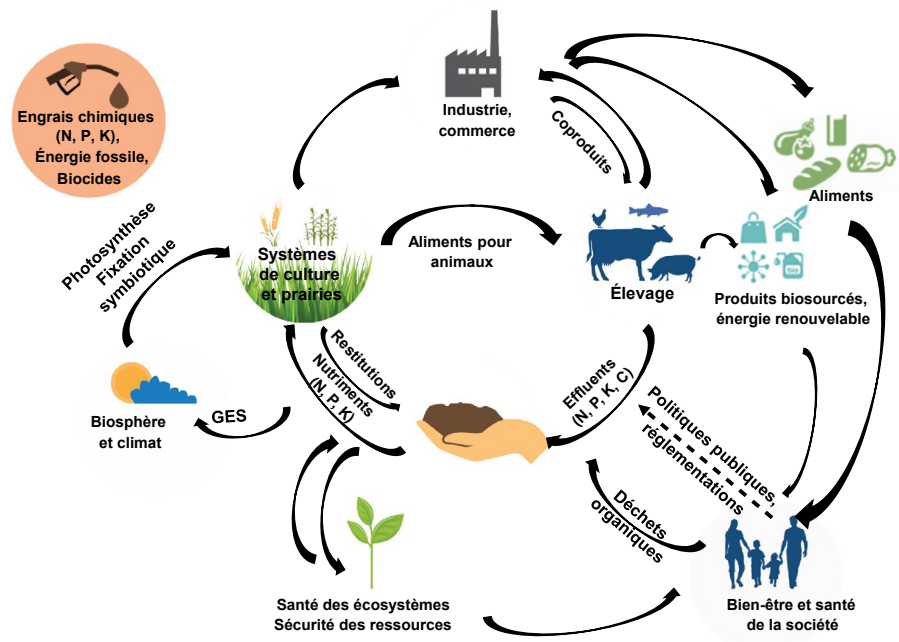 Engrais chimiques
(N, P, K),
Énergie fossile,
Biocides
Industrie,
commerce
Coproduits
Aliments
Photosynthèse
Fixation
symbiotique
Systèmes
de culture
et prairies
Aliments pour
animaux
Élevage
bio
Produits biosourcés,
énergie renouvelable
Biosphère
et climat
GES
Restitutions
Nutriments
(N, P, K)
Effluents
(N, P, K, C)
Politiques publiques,
réglementations
Déchets
organiques
Santé des écosystèmes
Sécurité des ressources
Bien-être et santé
de la société